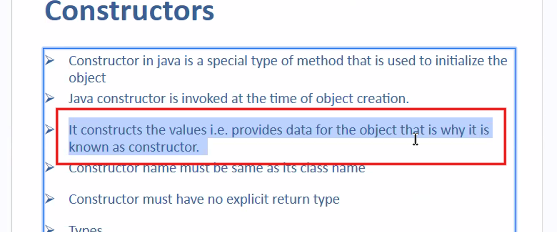 Constructors
➢ Constructor in java is a special type of method that is used to initialize the
object
➢ Java constructor is invoked at the time of object creation.
➢ It constructs the values i.e. provides data for the object that is why it is
known as constructor.
➢ Constructor name must be same as its class name
➢ Constructor must have no explicit return type
➢ Types